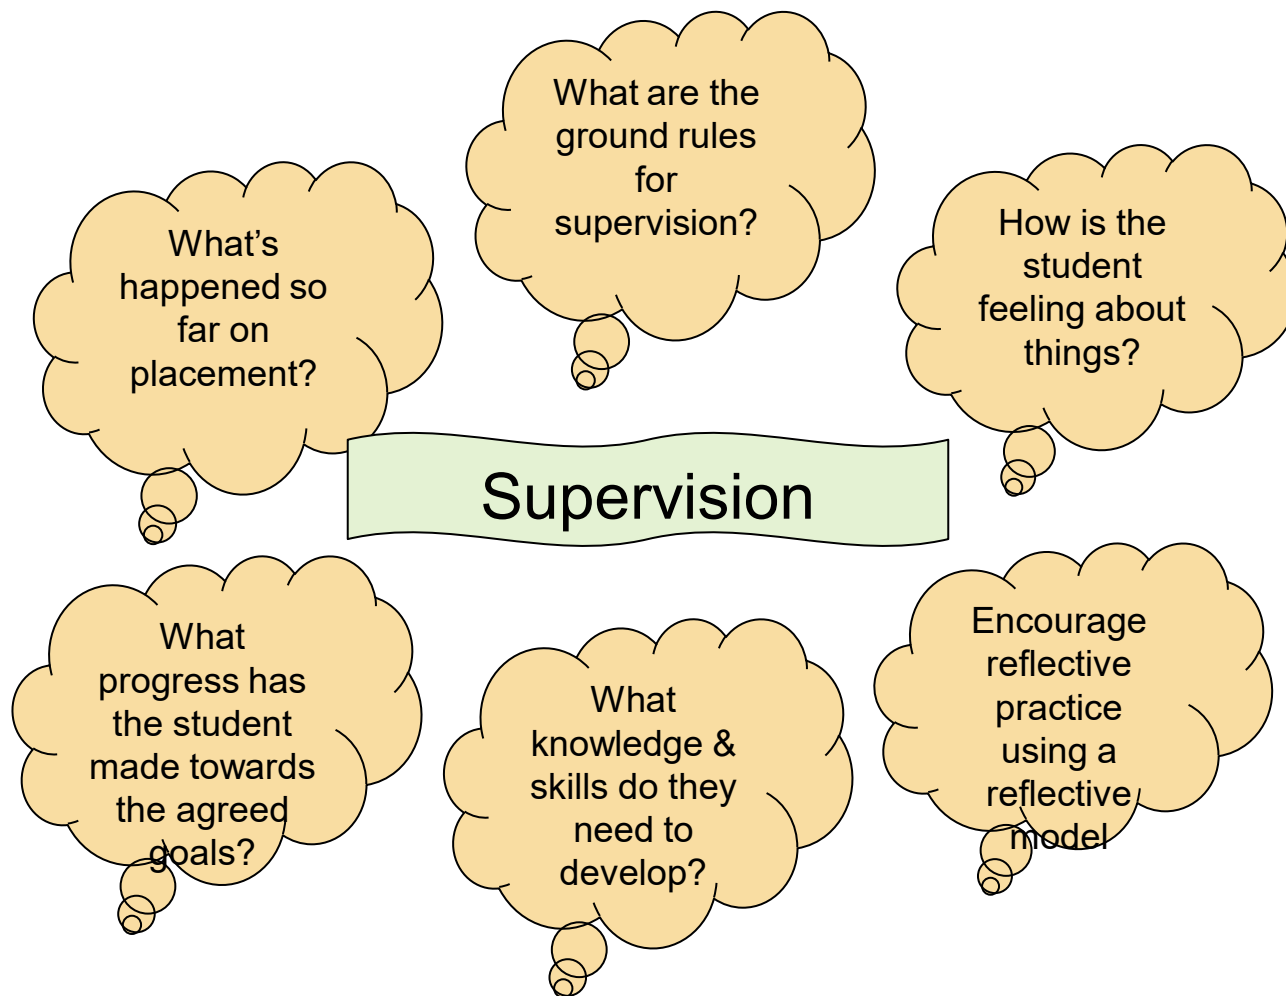 What are the
ground rules
for
supervision?
What’s
happened so
far on
placement?
How is the
student
feeling about
things?
Supervision
What
progress has
the student
made towards
the agreed
goals?
What
knowledge &
skills do they
need to
develop?
Encourage
reflective
practice
using a
reflective
model